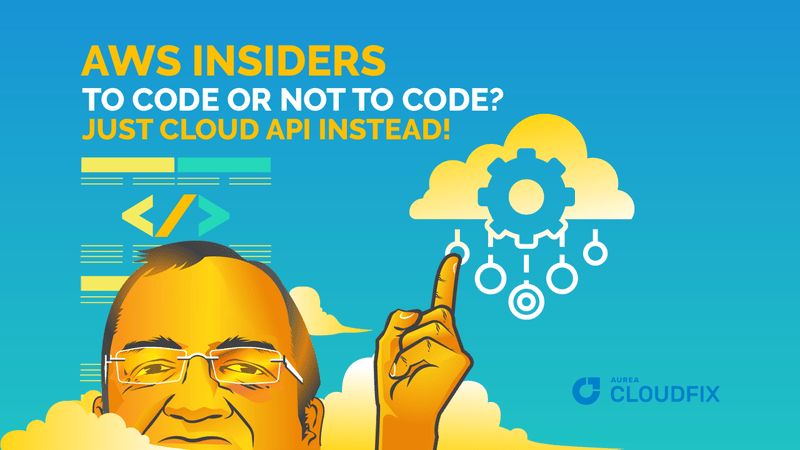 AWS INSIDERS
TO CODE OR NOT TO CODE?
JUST CLOUD API INSTEAD!
</>
AUREA
CLOUDFIX